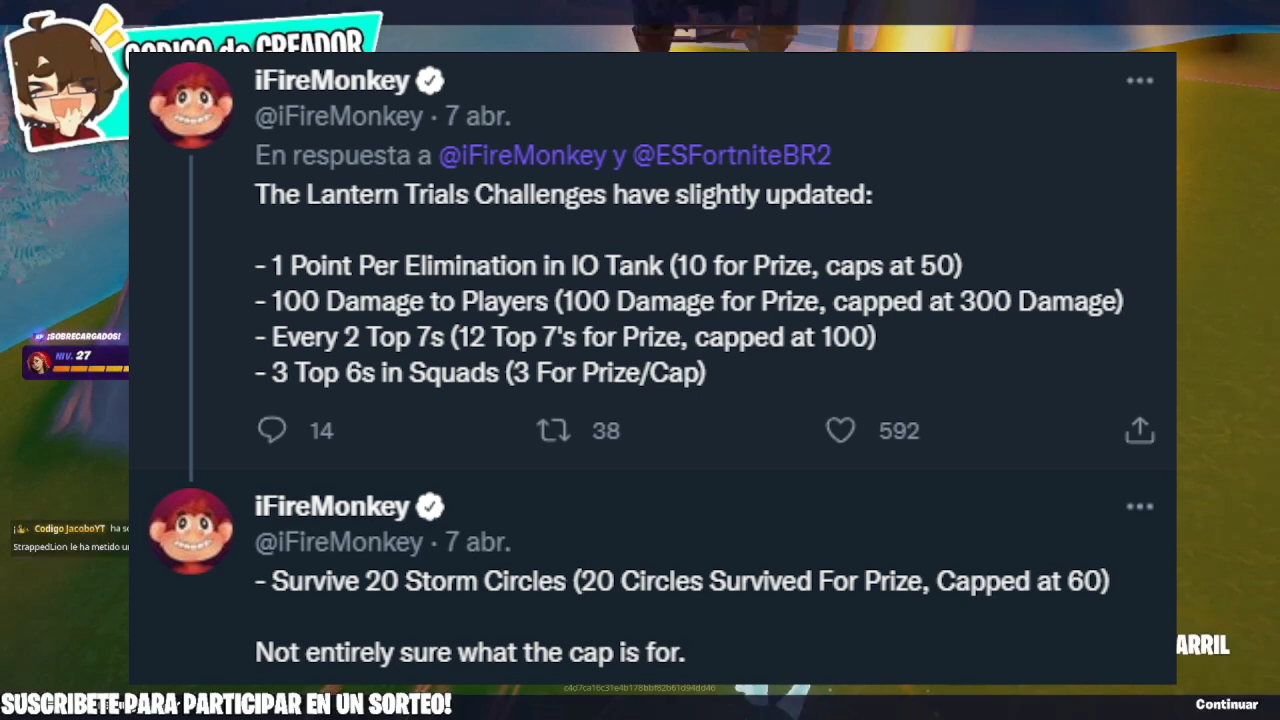 CODIGO de CREADOR
iFireMonkey
@iFireMonkey · 7 abr.
En respuesta a @iFireMonkey y @ESFortniteBR2
The Lantern Trials Challenges have slightly updated:
- 1 Point Per Elimination in IO Tank (10 for Prize, caps at 50)
- 100 Damage to Players (100 Damage for Prize, capped at 300 Damage)
- Every 2 Top 7s (12 Top 7's for Prize, capped at 100)
- 3 Top 6s in Squads (3 For Prize/Cap)
14 38 592
¡SOBRECARGADOS!
NIV. 27
iFireMonkey
@iFireMonkey · 7 abr.
- Survive 20 Storm Circles (20 Circles Survived For Prize, Capped at 60)
Not entirely sure what the cap is for.
Codigo JacoboYT ha
StrappedLion le ha metido
ARRIL
SUSCRIBETE PARA PARTICIPAR EN UN SORTEO!
Continuar